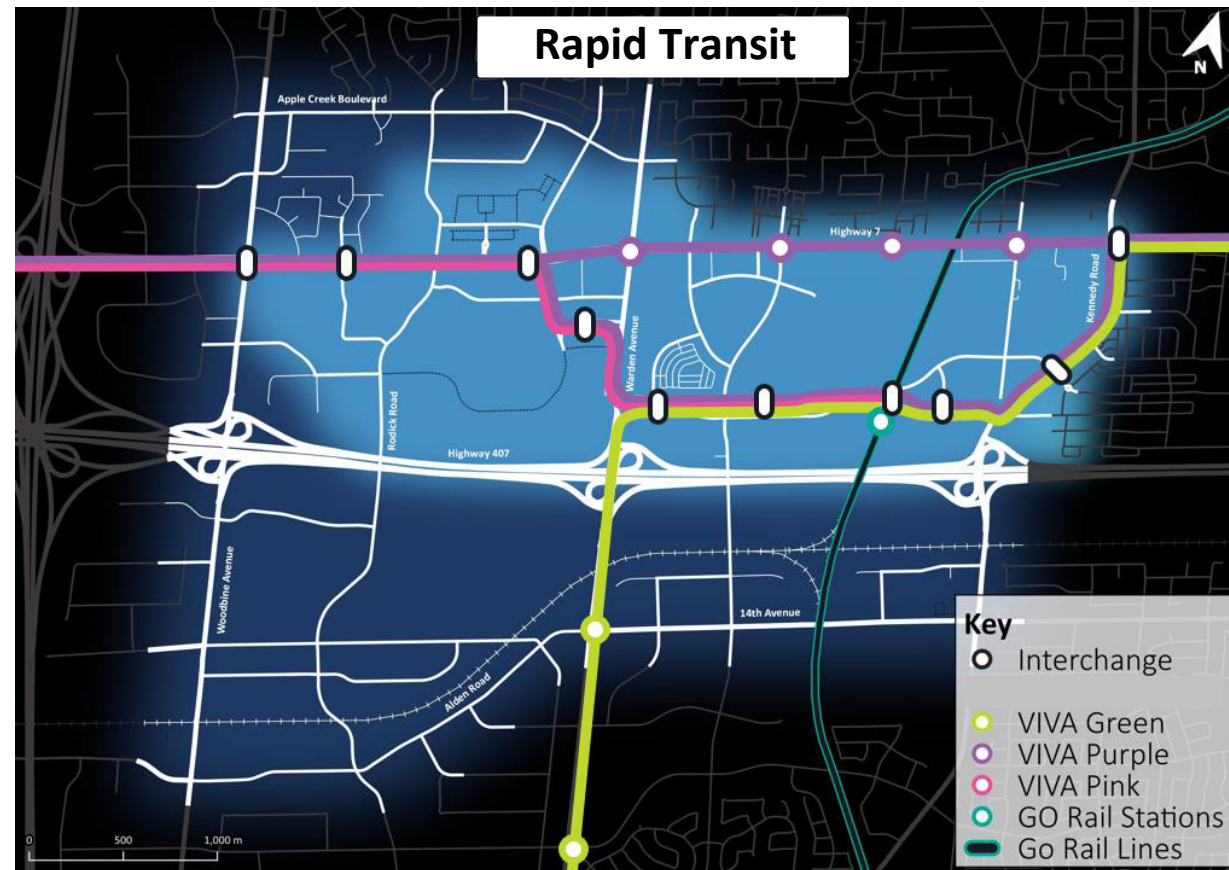 Rapid Transit
N
Apple Creek Boulevard
Highway 7
Kennedy Road
Warden Avenue
Rodick Road
Highway 407
Woodbine Avenue
14th Avenue
Alden Road
Key
Interchange
VIVA Green
VIVA Purple
VIVA Pink
GO Rail Stations
Go Rail Lines
0 500 1,000 m